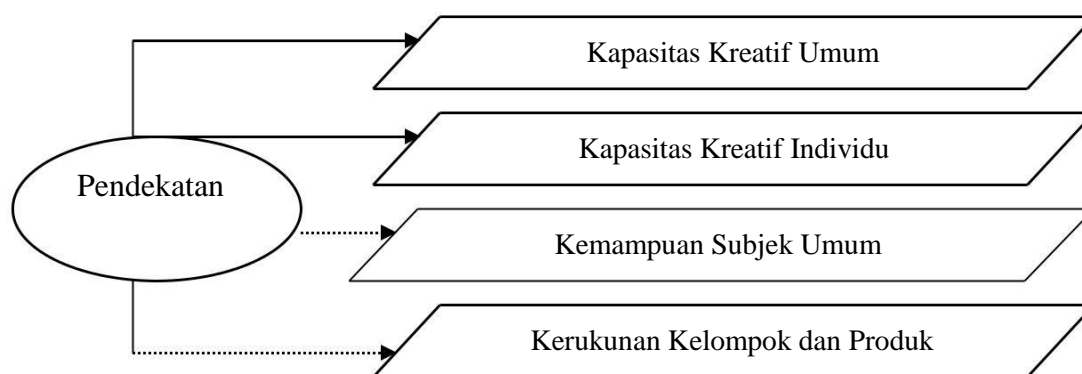 Kapasitas Kreatif Umum
Kapasitas Kreatif Individu
Pendekatan
Kemampuan Subjek Umum
Kerukunan Kelompok dan Produk